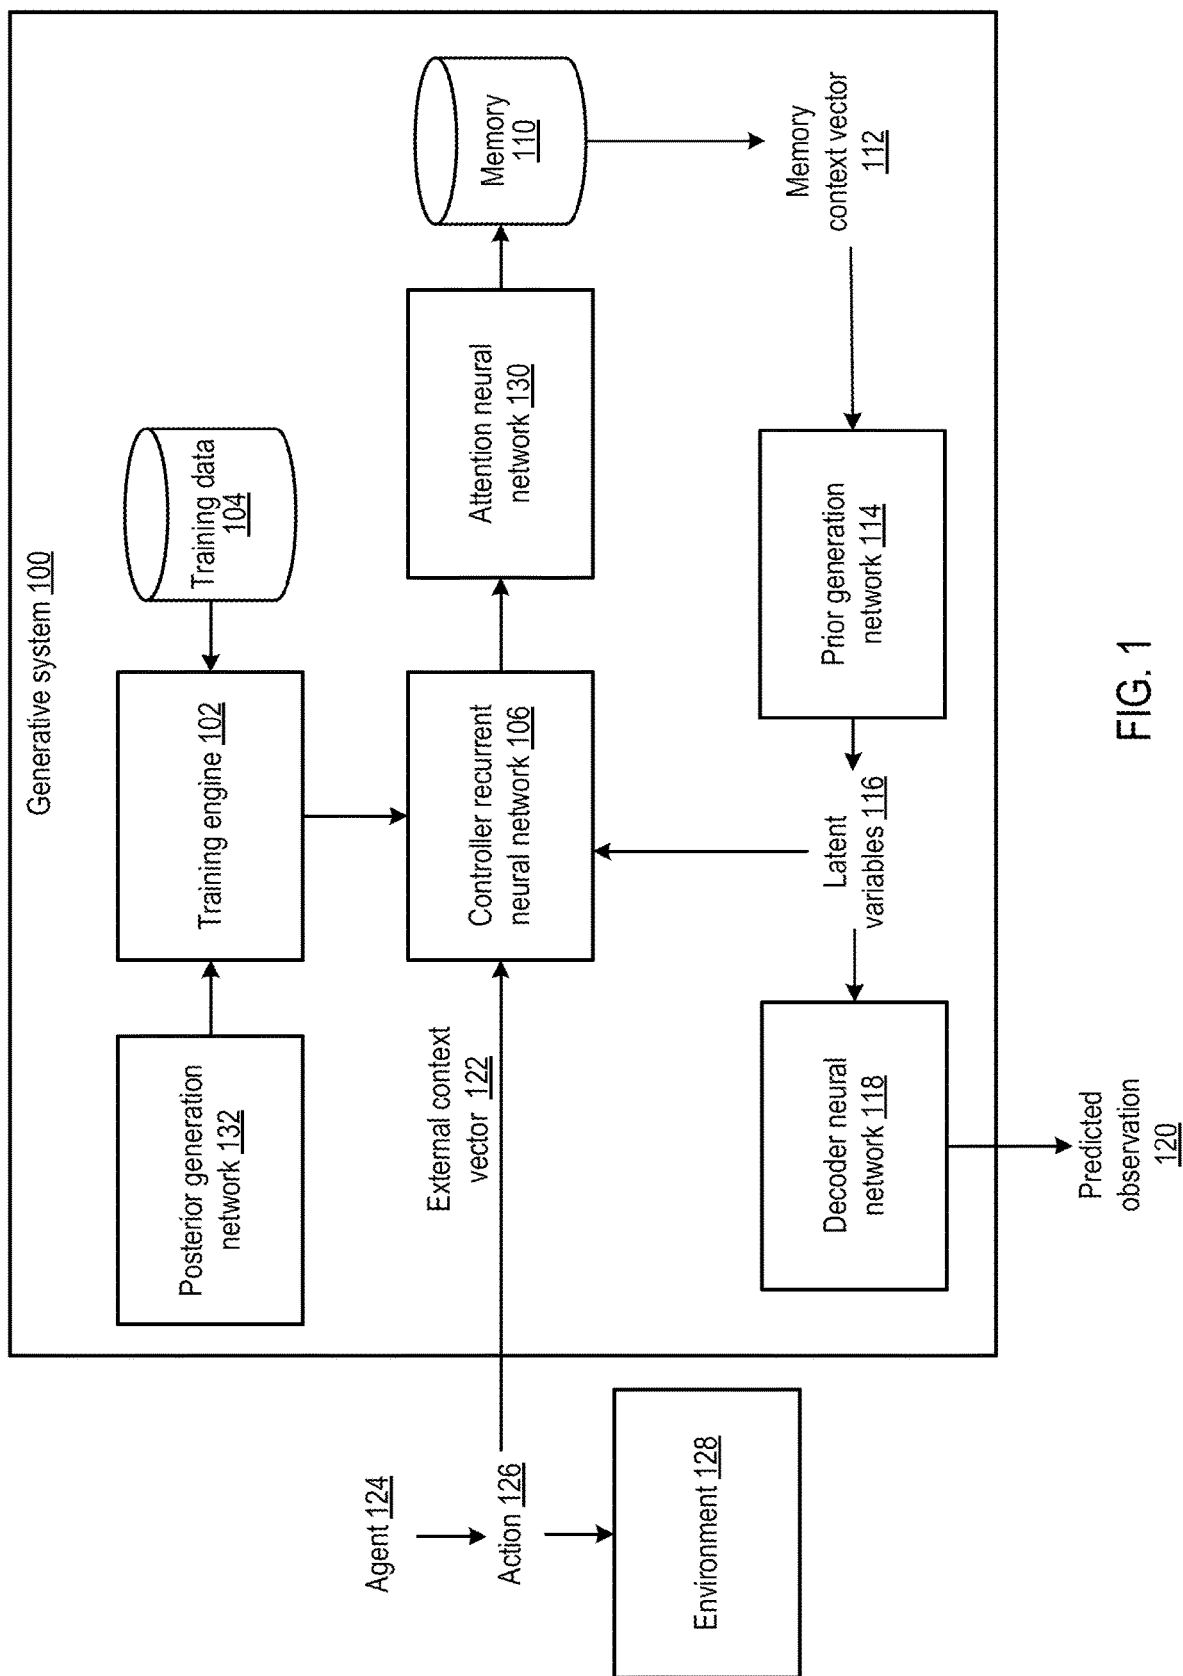 Generative system 100
Posterior generation
network 132
Training engine 102
Training data
104
Agent 124
Action 126
Environment 128
External context
vector 122
Controller recurrent
neural network 106
Attention neural
network 130
Memory
110
Memory
context vector
112
Prior generation
network 114
Latent
variables 116
Decoder neural
network 118
Predicted
observation
120
FIG. 1